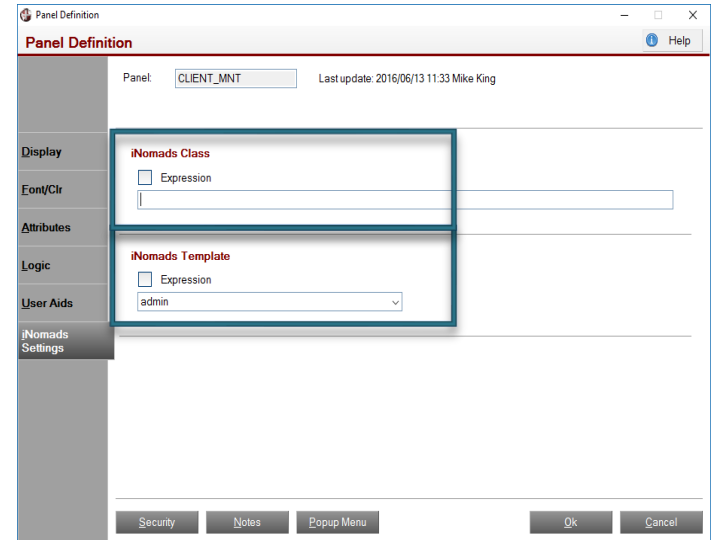 Panel Definition
Panel Definition
Help
Panel: CLIENT_MNT Last update: 2016/06/13 11:33 Mike King
Display
Font/Clr
Attributes
Logic
User Aids
iNomads
Settings
iNomads Class
Expression
iNomads Template
Expression
admin
Security Notes Popup Menu Ok Cancel